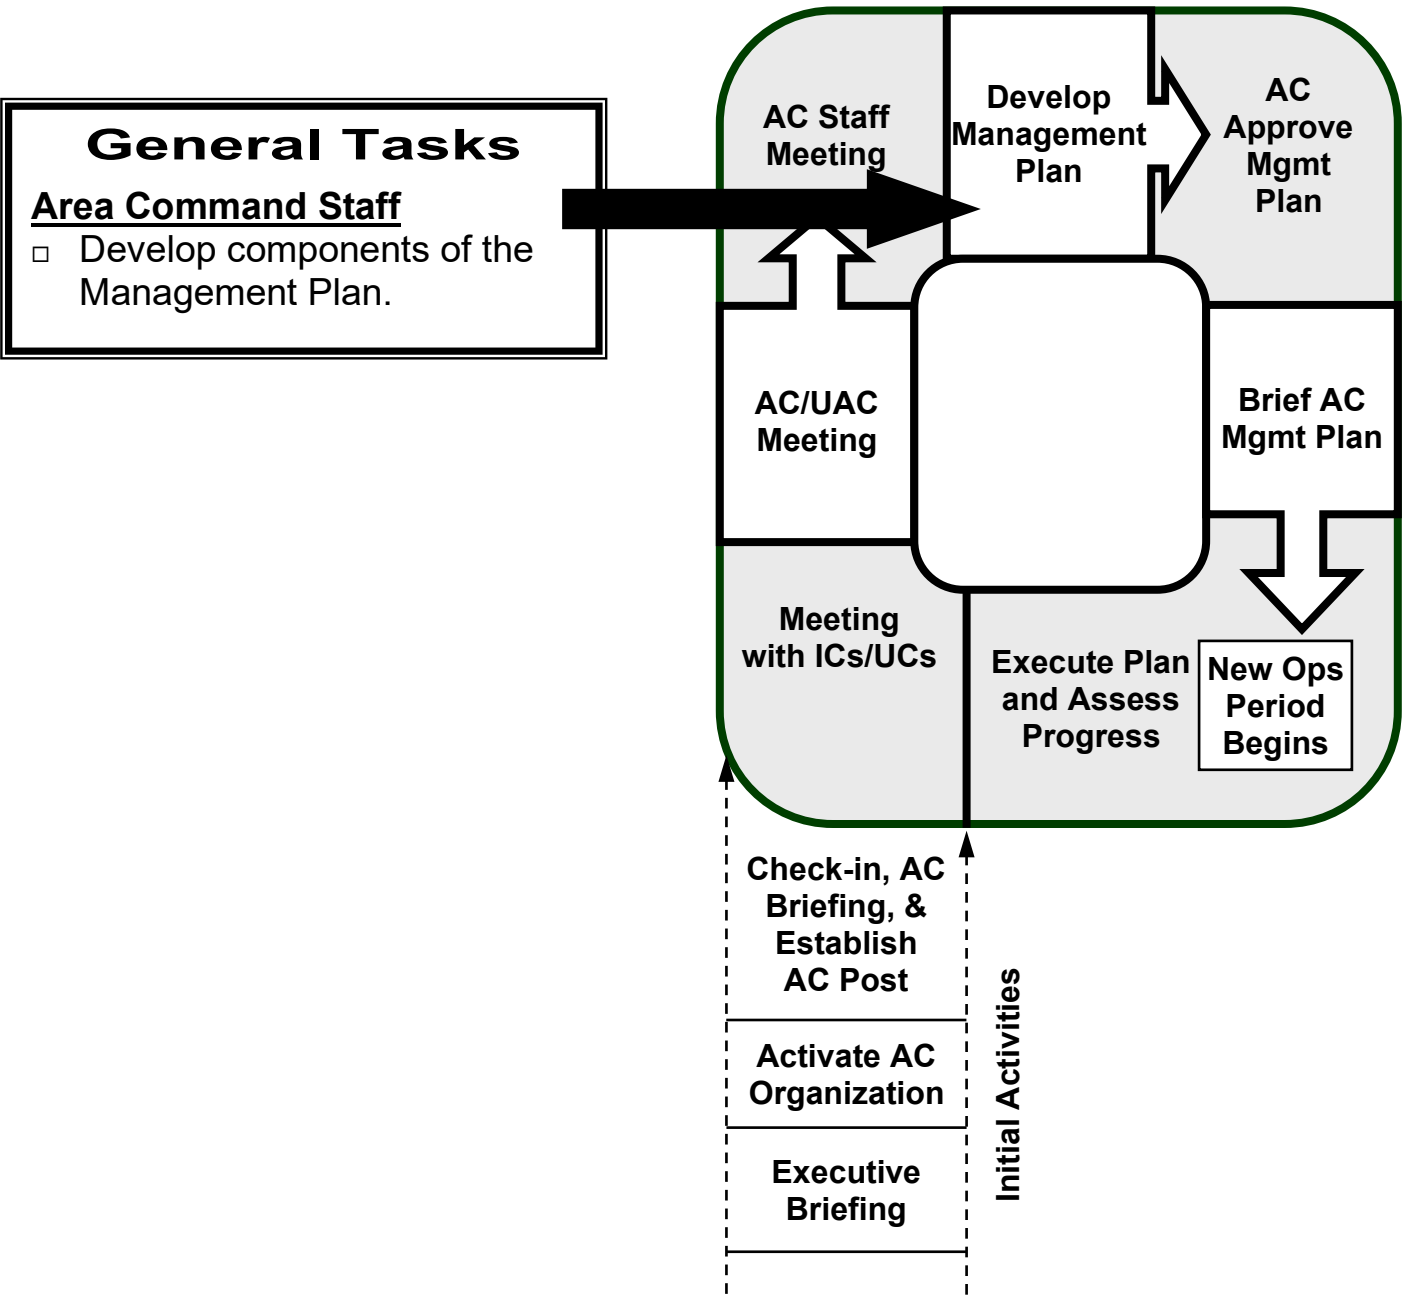 General Tasks
Area Command Staff
□ Develop components of the
Management Plan.
AC Staff
Meeting
Develop
Management
Plan
AC
Approve
Mgmt
Plan
AC/UAC
Meeting
Brief AC
Mgmt Plan
Meeting
with ICs/UCs
Execute Plan
and Assess
Progress
New Ops
Period
Begins
Check-in, AC
Briefing, &
Establish
AC Post
Activate AC
Organization
Executive
Briefing
Initial Activities